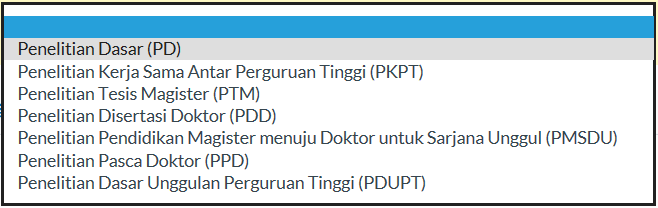 Penelitian Dasar (PD)
Penelitian Kerja Sama Antar Perguruan Tinggi (PKPT)
Penelitian Tesis Magister (PTM)
Penelitian Disertasi Doktor (PDD)
Penelitian Pendidikan Magister menuju Doktor untuk Sarjana Unggul (PMSDU)
Penelitian Pasca Doktor (PPD)
Penelitian Dasar Unggulan Perguruan Tinggi (PDUPT)